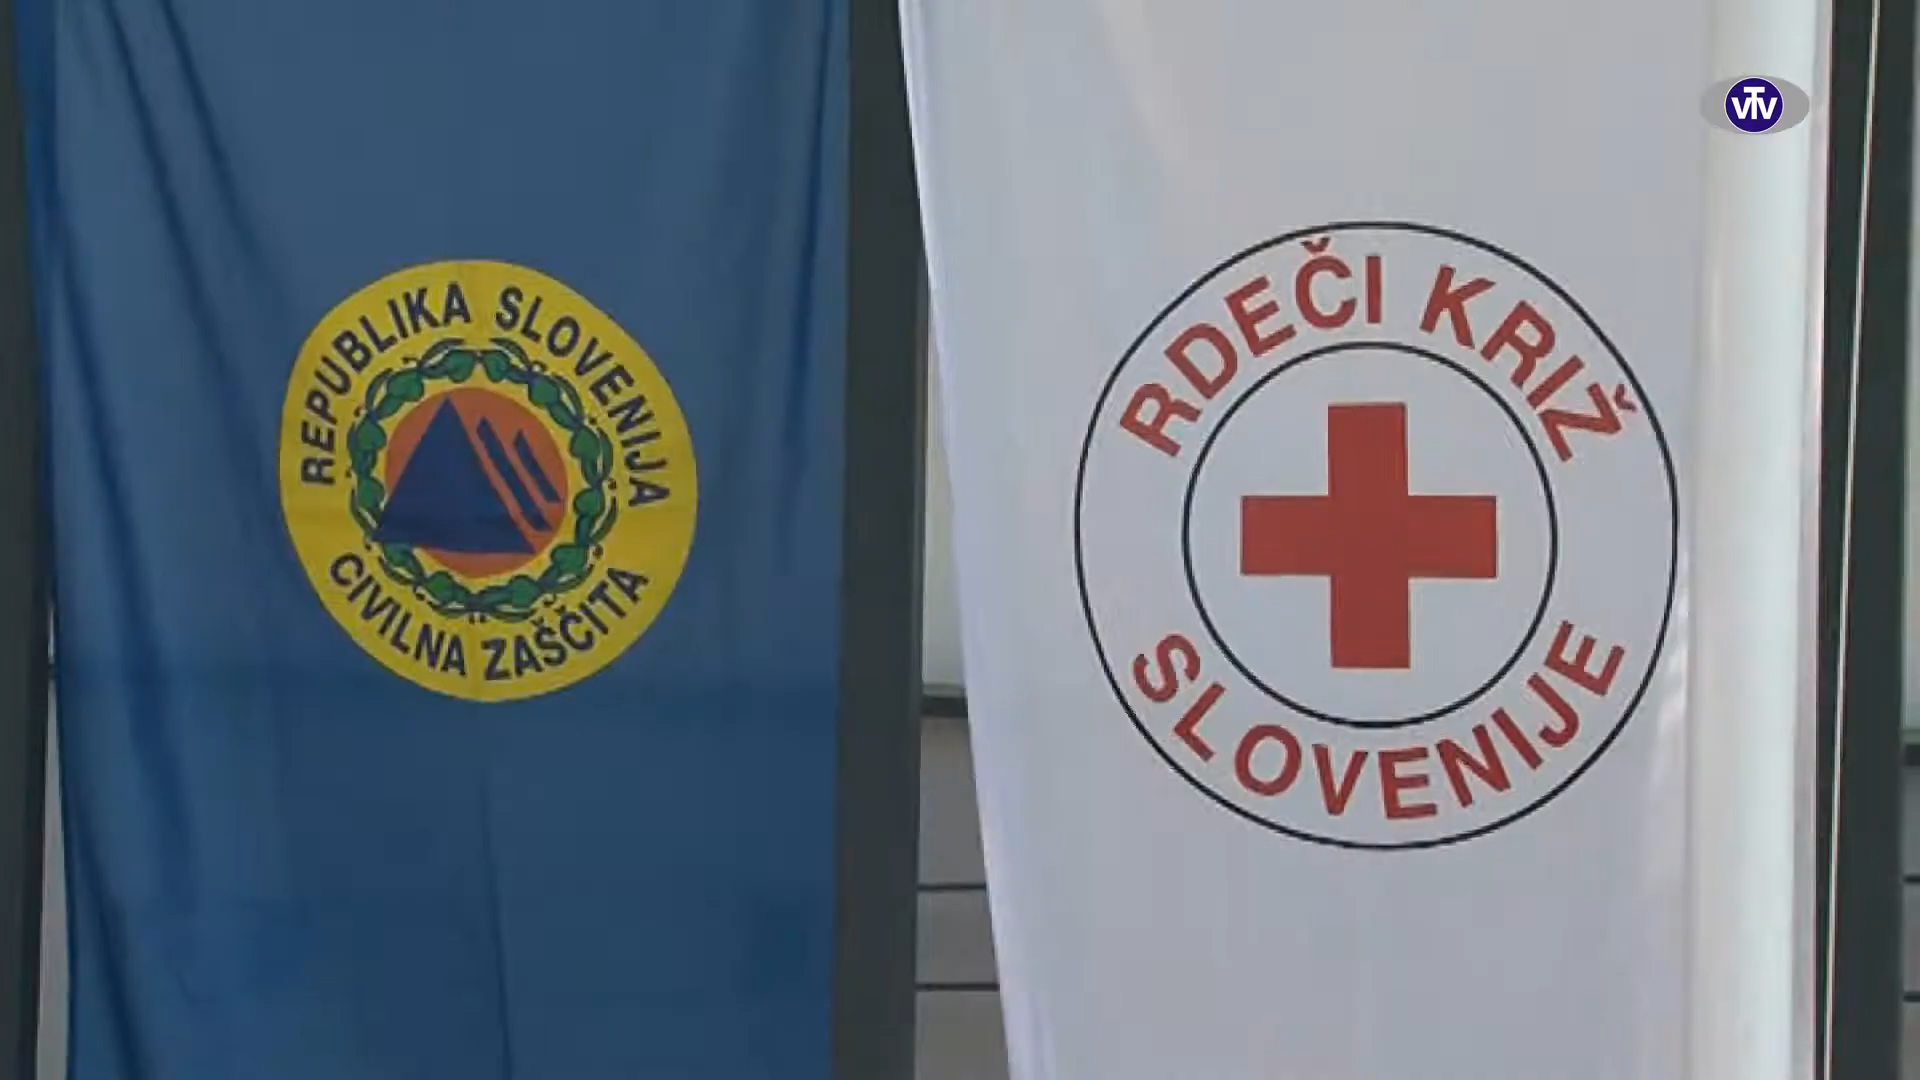 REPUBLIKA SLOVENIJA
CIVILNA ZAŠČITA
RDEČI KRIŽ
SLOVENIJE
VTV